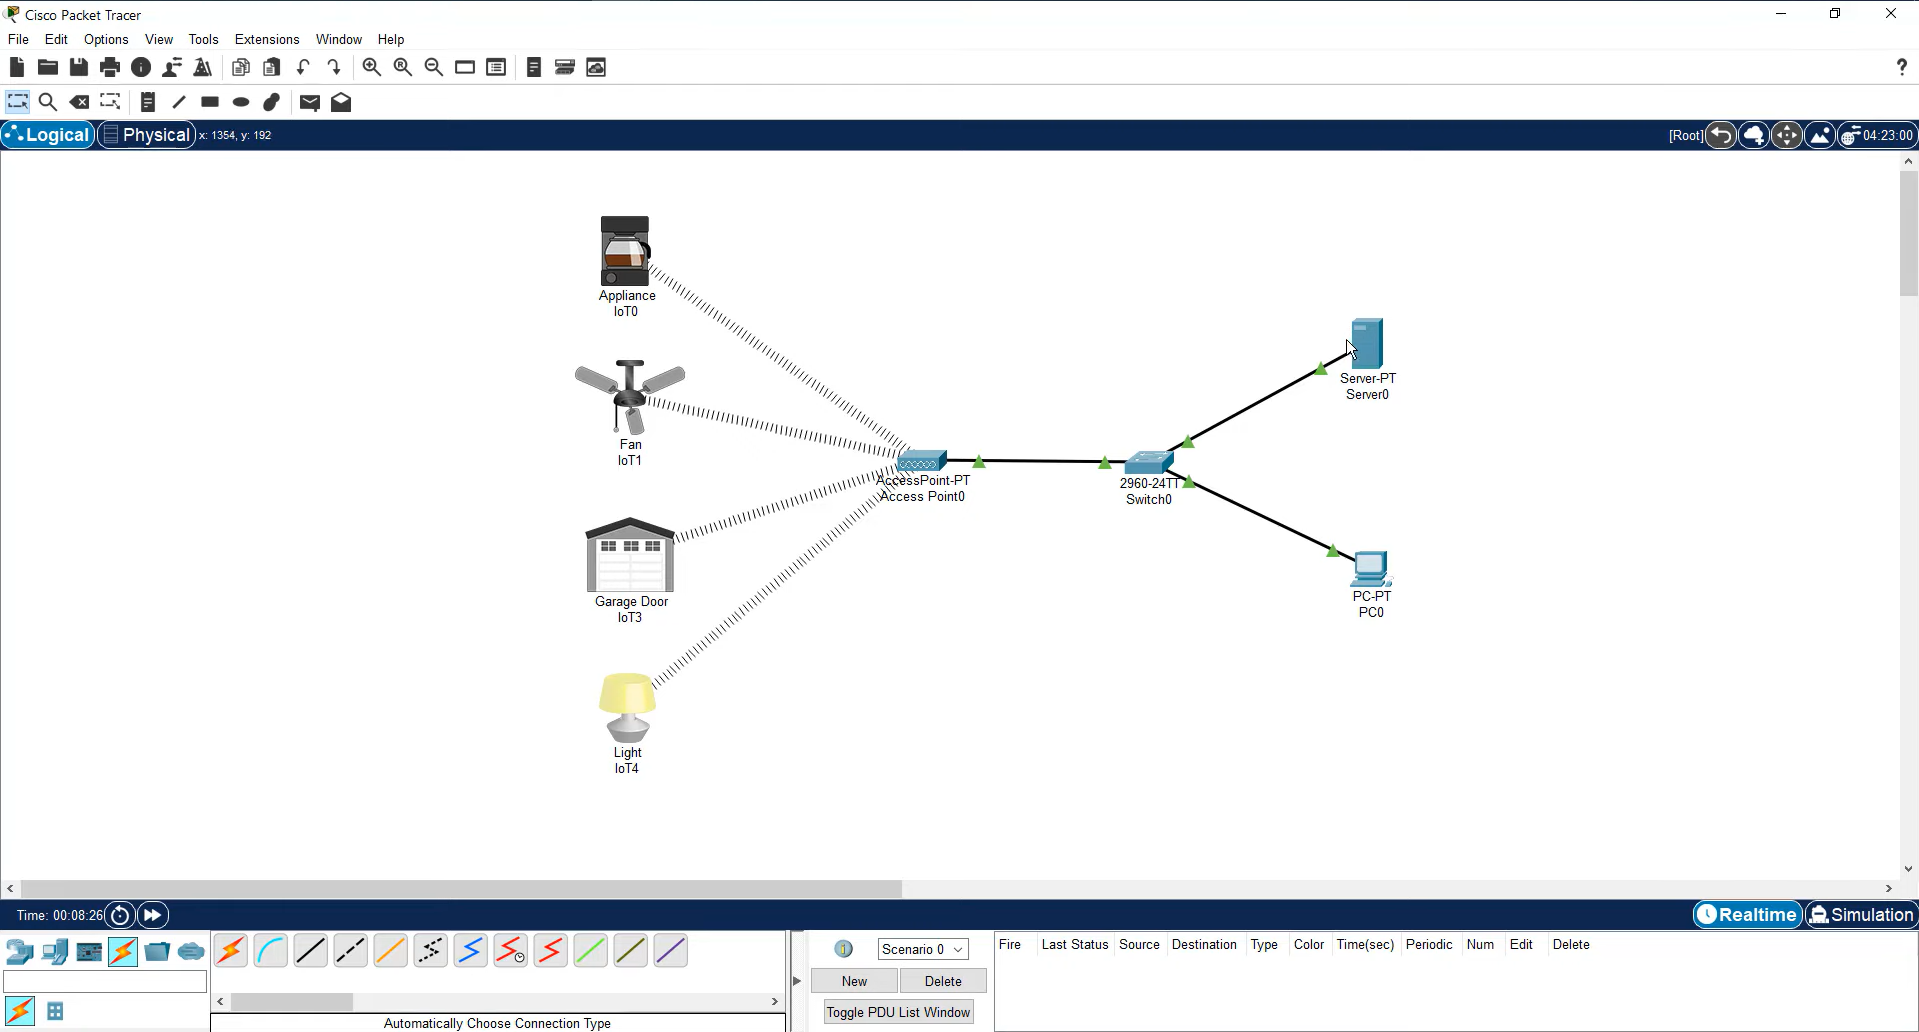 Cisco Packet Tracer
File Edit Options View Tools Extensions Window Help
?
Logical Physical x: 1354, y: 192 [Root] 04:23:00
Appliance
IoT0
Fan
IoT1
Garage Door
IoT3
Light
IoT4
AccessPoint-PT
Access Point0
2960-24TT
Switch0
Server-PT
Server0
PC-PT
PC0
Time: 00:08:26 Realtime Simulation
Scenario 0
New Delete
Toggle PDU List Window
Fire Last Status Source Destination Type Color Time(sec) Periodic Num Edit Delete
Automatically Choose Connection Type